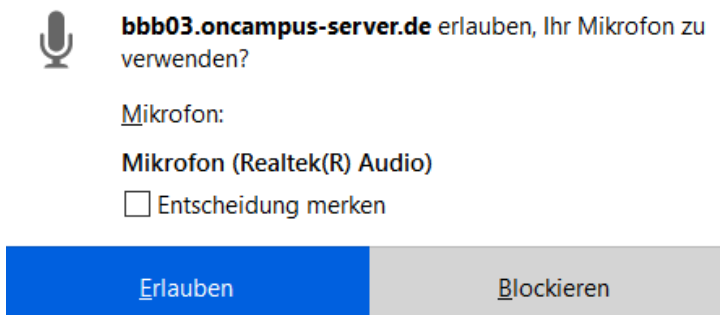 bbb03.oncampus-server.de erlauben, Ihr Mikrofon zu
verwenden?
Mikrofon:
Mikrofon (Realtek(R) Audio)
Entscheidung merken
Erlauben
Blockieren